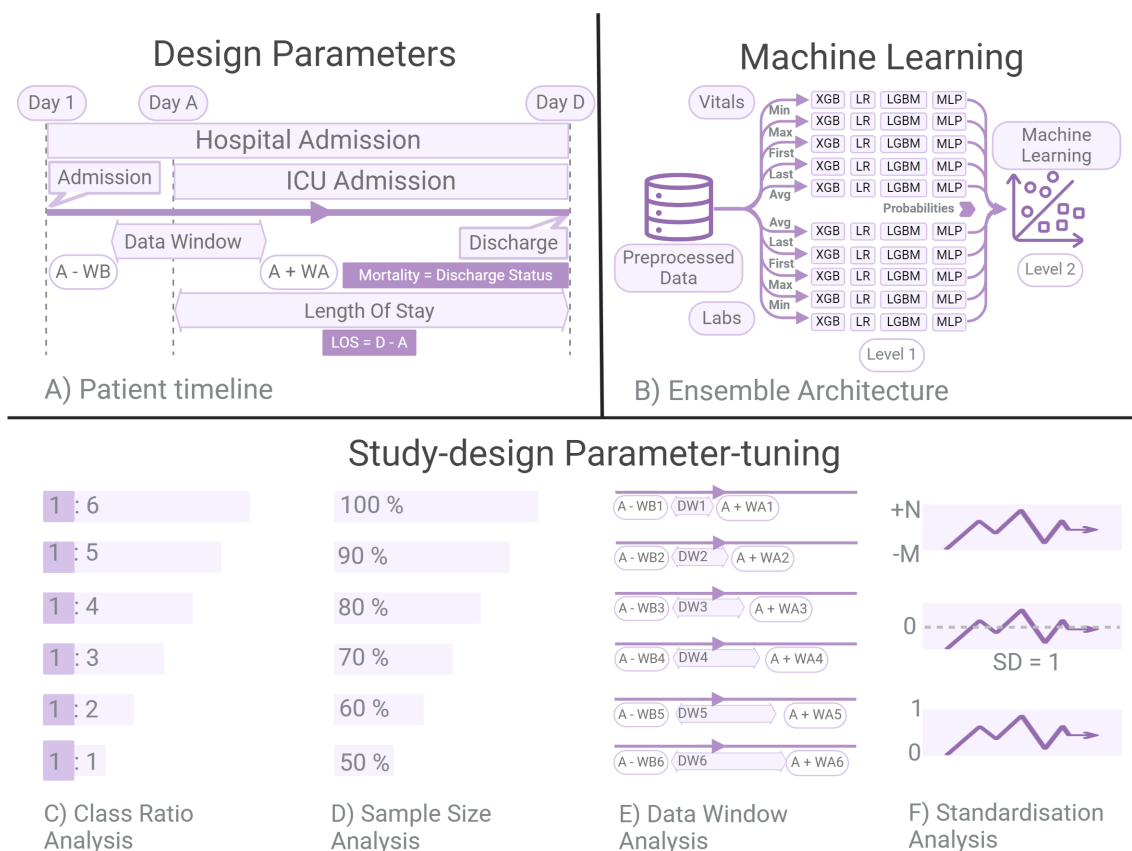 Design Parameters
Day 1
Day A
Day D
Hospital Admission
Admission
ICU Admission
Data Window
Discharge
A - WB
A + WA
Mortality = Discharge Status
Length Of Stay
LOS = D - A
A) Patient timeline
Machine Learning
Vitals
Preprocessed
Data
Labs
Min
Max
First
Last
Avg
Avg
Last
First
Max
Min
XGB LR LGBM MLP
XGB LR LGBM MLP
XGB LR LGBM MLP
XGB LR LGBM MLP
XGB LR LGBM MLP
Probabilities
XGB LR LGBM MLP
XGB LR LGBM MLP
XGB LR LGBM MLP
XGB LR LGBM MLP
XGB LR LGBM MLP
Level 1
Machine
Learning
Level 2
B) Ensemble Architecture
Study-design Parameter-tuning
1 : 6
1 : 5
1 : 4
1 : 3
1 : 2
1 : 1
C) Class Ratio
Analysis
100 %
90 %
80 %
70 %
60 %
50 %
D) Sample Size
Analysis
A - WB1 DW1 A + WA1
A - WB2 DW2 A + WA2
A - WB3 DW3 A + WA3
A - WB4 DW4 A + WA4
A - WB5 DW5 A + WA5
A - WB6 DW6 A + WA6
E) Data Window
Analysis
+N
-M
0
SD = 1
1
0
F) Standardisation
Analysis